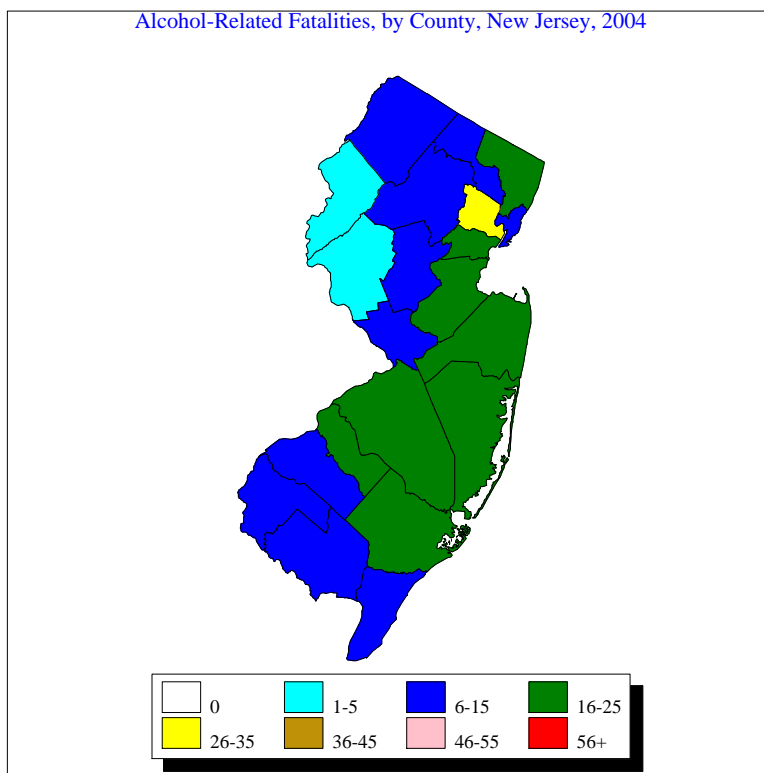 Alcohol-Related Fatalities, by County, New Jersey, 2004
0 1-5 6-15 16-25
26-35 36-45 46-55 56+